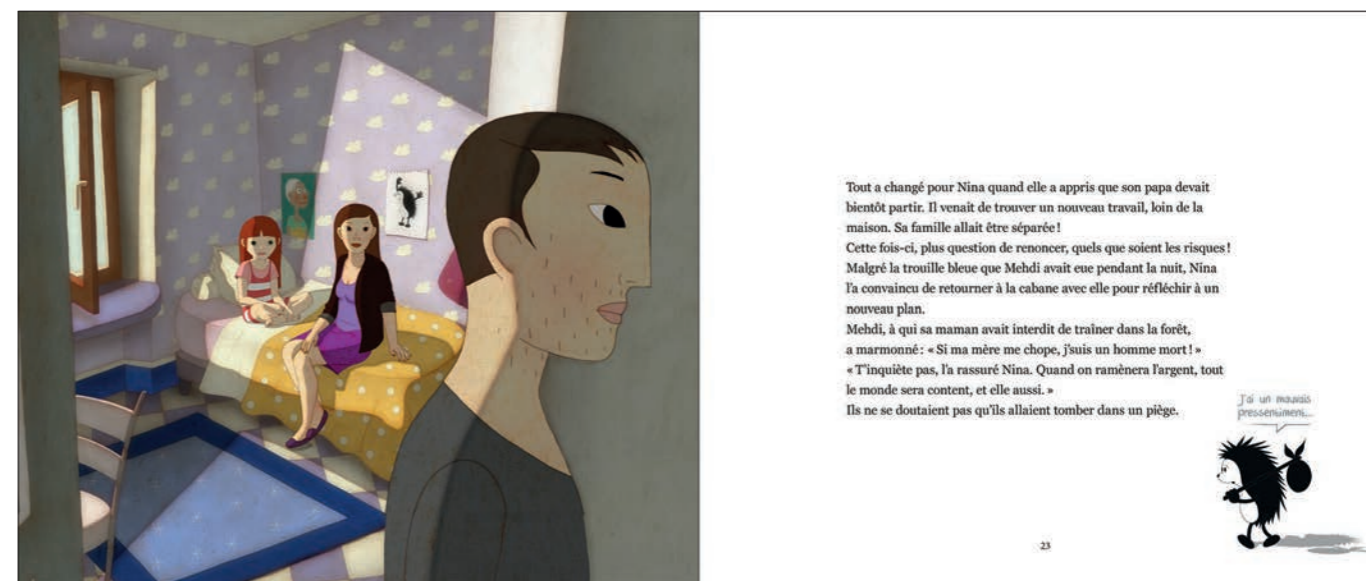 Tout a changé pour Nina quand elle a appris que son papa devait
bientôt partir. Il venait de trouver un nouveau travail, loin de la
maison. Sa famille allait être séparée !
Cette fois-ci, plus question de renoncer, quels que soient les risques !
Malgré la trouille bleue que Mehdi avait eue pendant la nuit, Nina
l'a convaincu de retourner à la cabane avec elle pour réfléchir à un
nouveau plan.
Mehdi, à qui sa maman avait interdit de traîner dans la forêt,
a marmonné : « Si ma mère me chope, j'suis un homme mort ! »
« T'inquiète pas, l'a rassuré Nina. Quand on ramènera l'argent, tout
le monde sera content, et elle aussi. »
Ils ne se doutaient pas qu'ils allaient tomber dans un piège.
J'ai un mauvais
pressentiment...
23